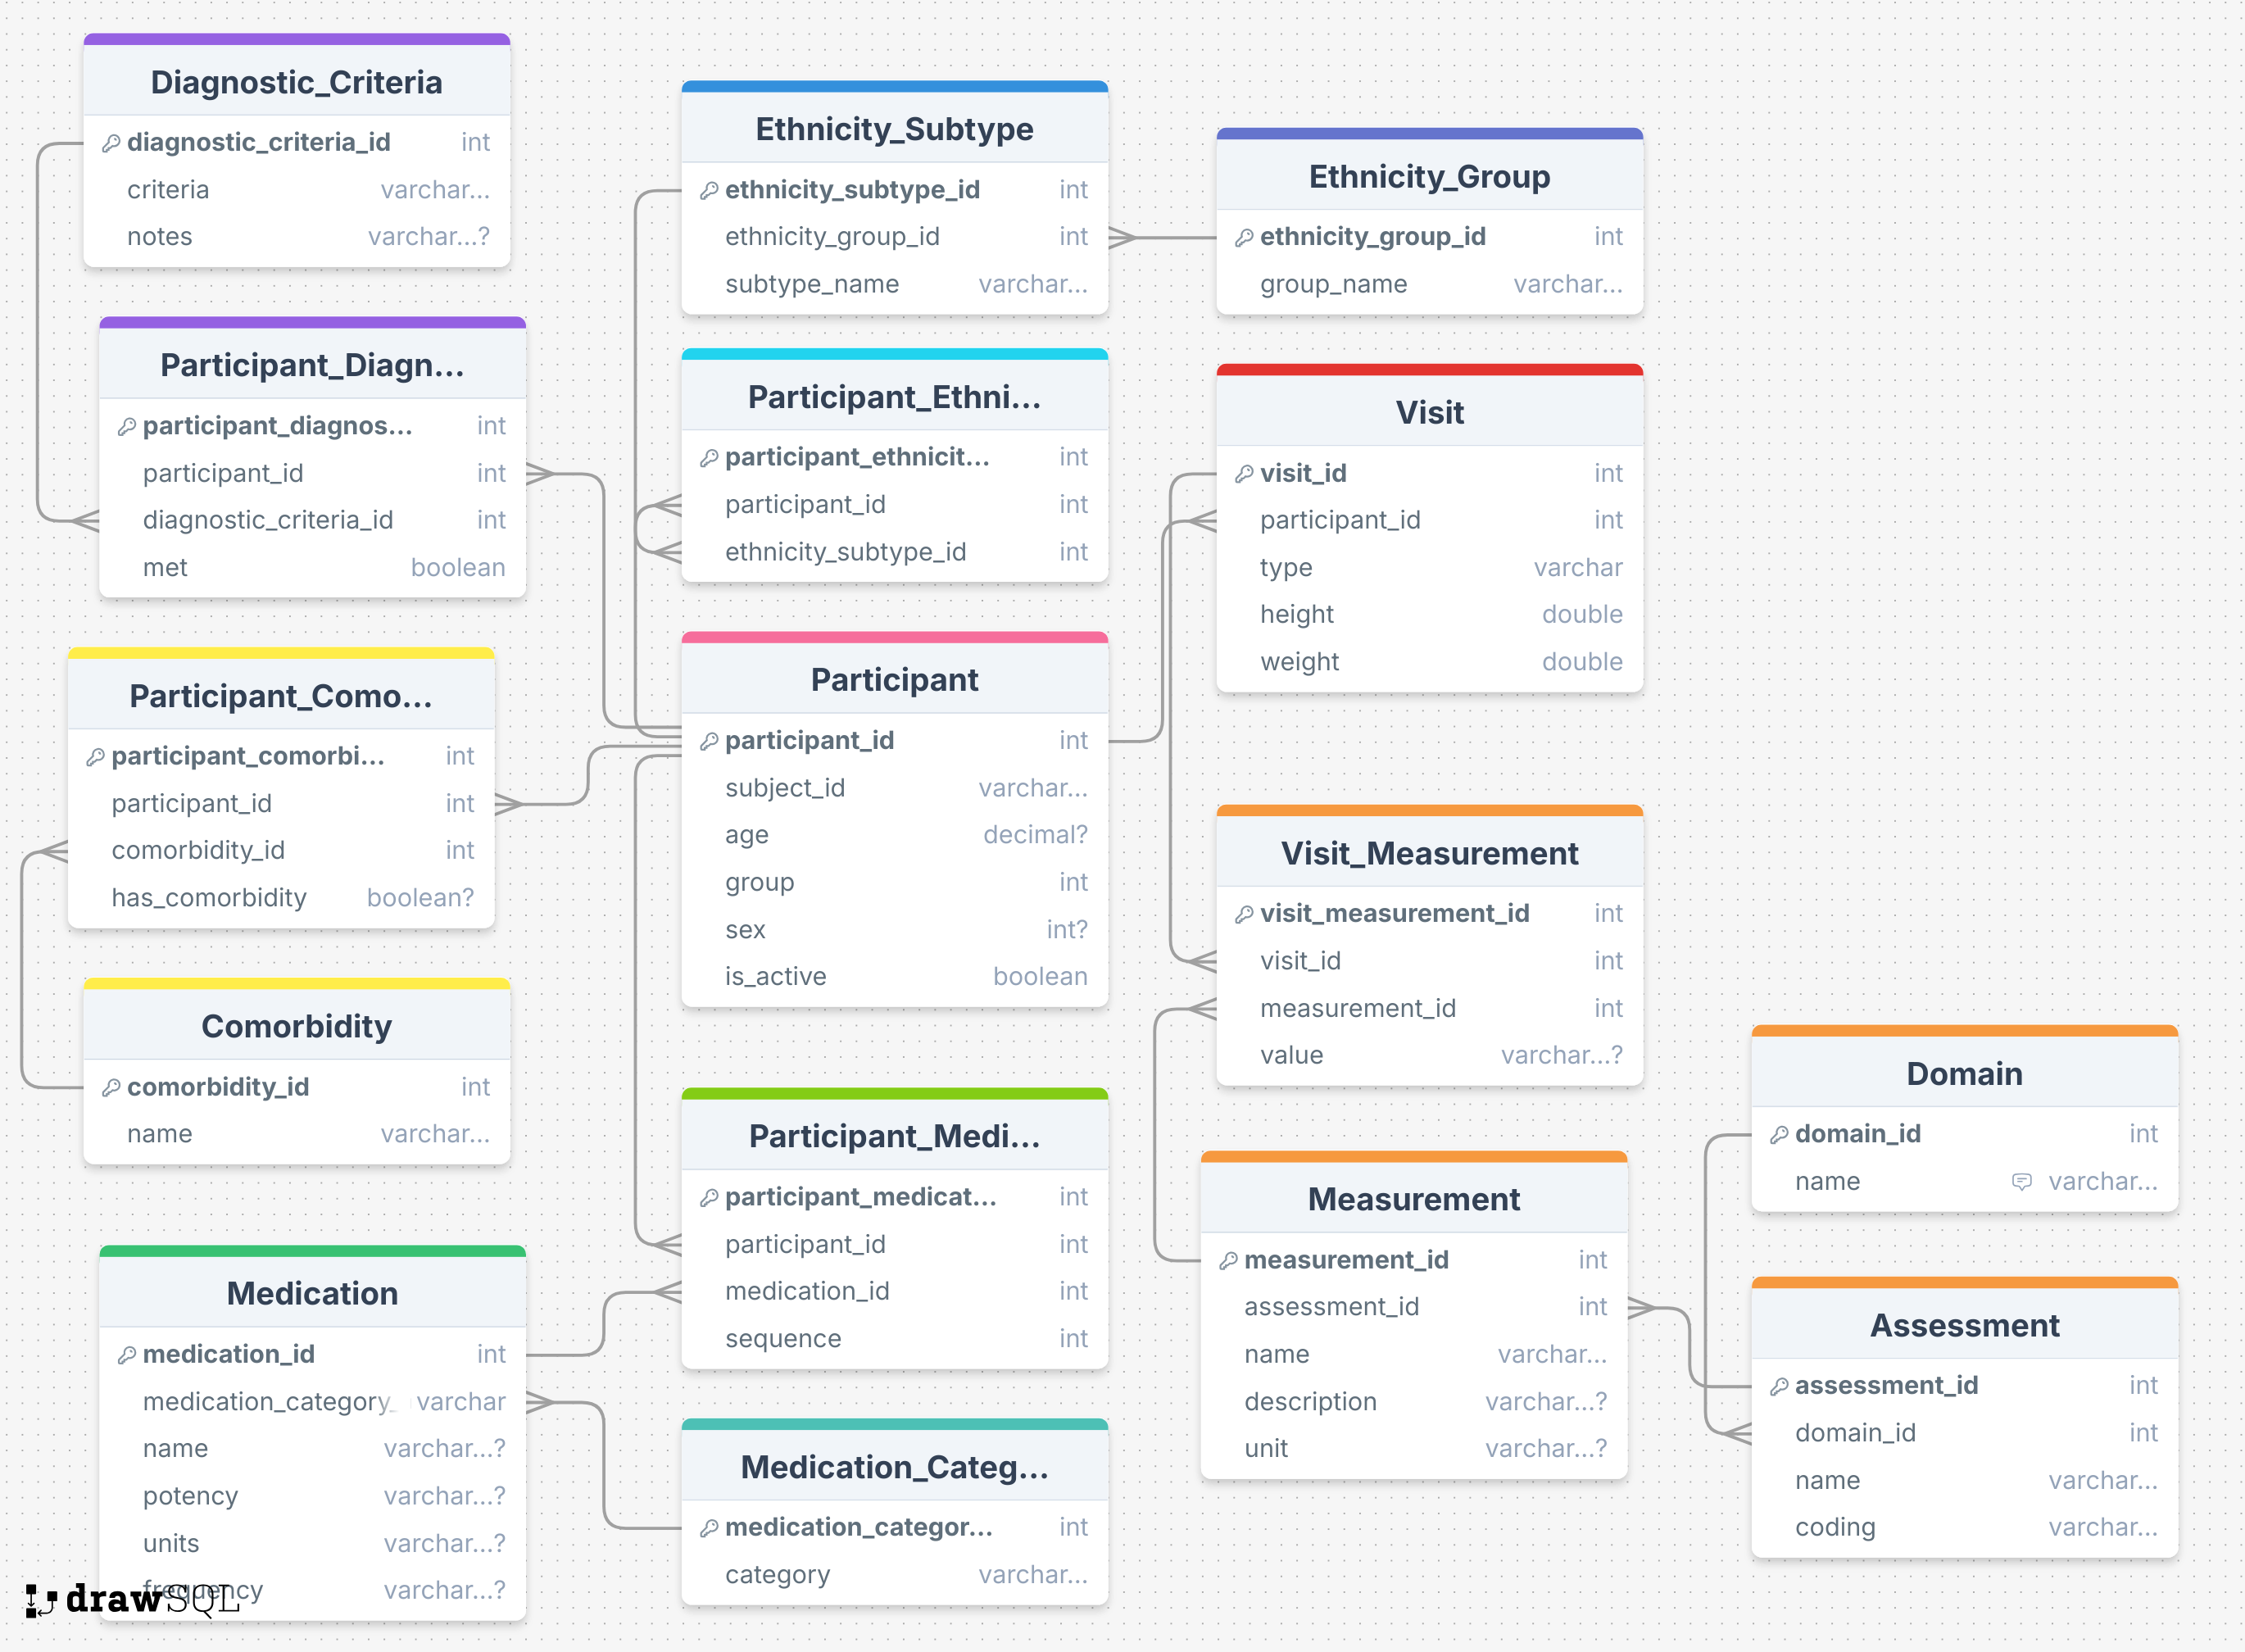 Diagnostic_Criteria
diagnostic_criteria_id int
criteria varchar...
notes varchar...?
Participant_Diagn...
participant_diagnos... int
participant_id int
diagnostic_criteria_id int
met boolean
Participant_Como...
participant_comorbi... int
participant_id int
comorbidity_id int
has_comorbidity boolean?
Comorbidity
comorbidity_id int
name varchar...
Medication
medication_id int
medication_category_ varchar
name varchar...?
potency varchar...?
units varchar...?
frequency varchar...?
drawSQL
Ethnicity_Subtype
ethnicity_subtype_id int
ethnicity_group_id int
subtype_name varchar...
Participant_Ethni...
participant_ethnicit... int
participant_id int
ethnicity_subtype_id int
Participant
participant_id int
subject_id varchar...
age decimal?
group int
sex int?
is_active boolean
Participant_Medi...
participant_medicat... int
participant_id int
medication_id int
sequence int
Medication_Categ...
medication_categor... int
category varchar...
Ethnicity_Group
ethnicity_group_id int
group_name varchar...
Visit
visit_id int
participant_id int
type varchar
height double
weight double
Visit_Measurement
visit_measurement_id int
visit_id int
measurement_id int
value varchar...?
Measurement
measurement_id int
assessment_id int
name varchar...
description varchar...?
unit varchar...?
Domain
domain_id int
name varchar...
Assessment
assessment_id int
domain_id int
name varchar...
coding varchar...